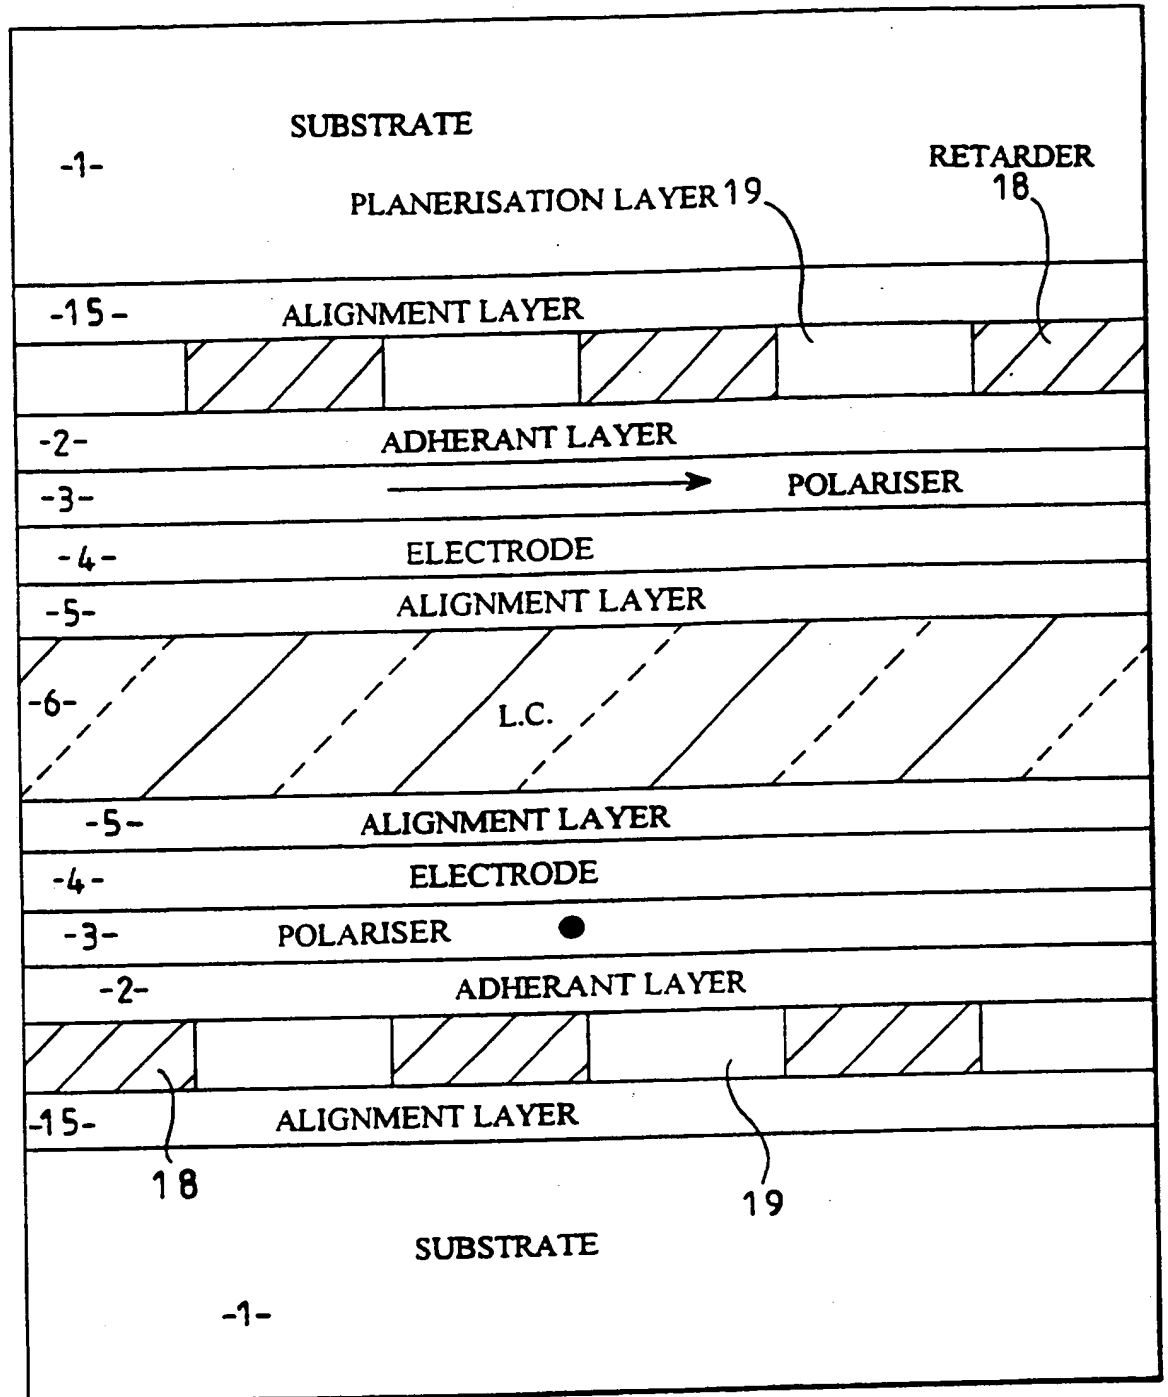 SUBSTRATE
-1-
RETARDER
18
PLANERISATION LAYER 19
-15- ALIGNMENT LAYER
-2- ADHERANT LAYER
-3- POLARISER
-4- ELECTRODE
-5- ALIGNMENT LAYER
-6- L.C.
-5- ALIGNMENT LAYER
-4- ELECTRODE
-3- POLARISER
-2- ADHERANT LAYER
-15- ALIGNMENT LAYER
18
19
SUBSTRATE
-1-